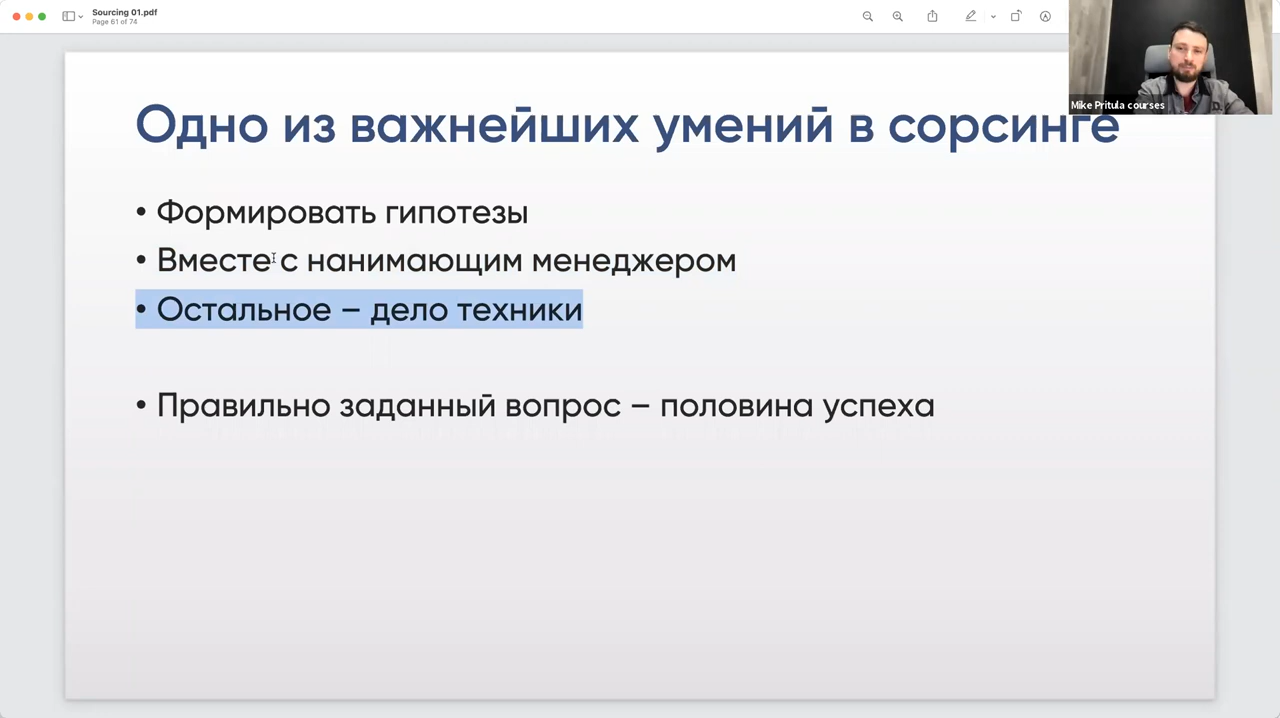 Sourcing 01.pdf
Page 61 of 74
Mike Pritula courses
Одно из важнейших умений в сорсинге
• Формировать гипотезы
• Вместе с нанимающим менеджером
• Остальное – дело техники
• Правильно заданный вопрос – половина успеха